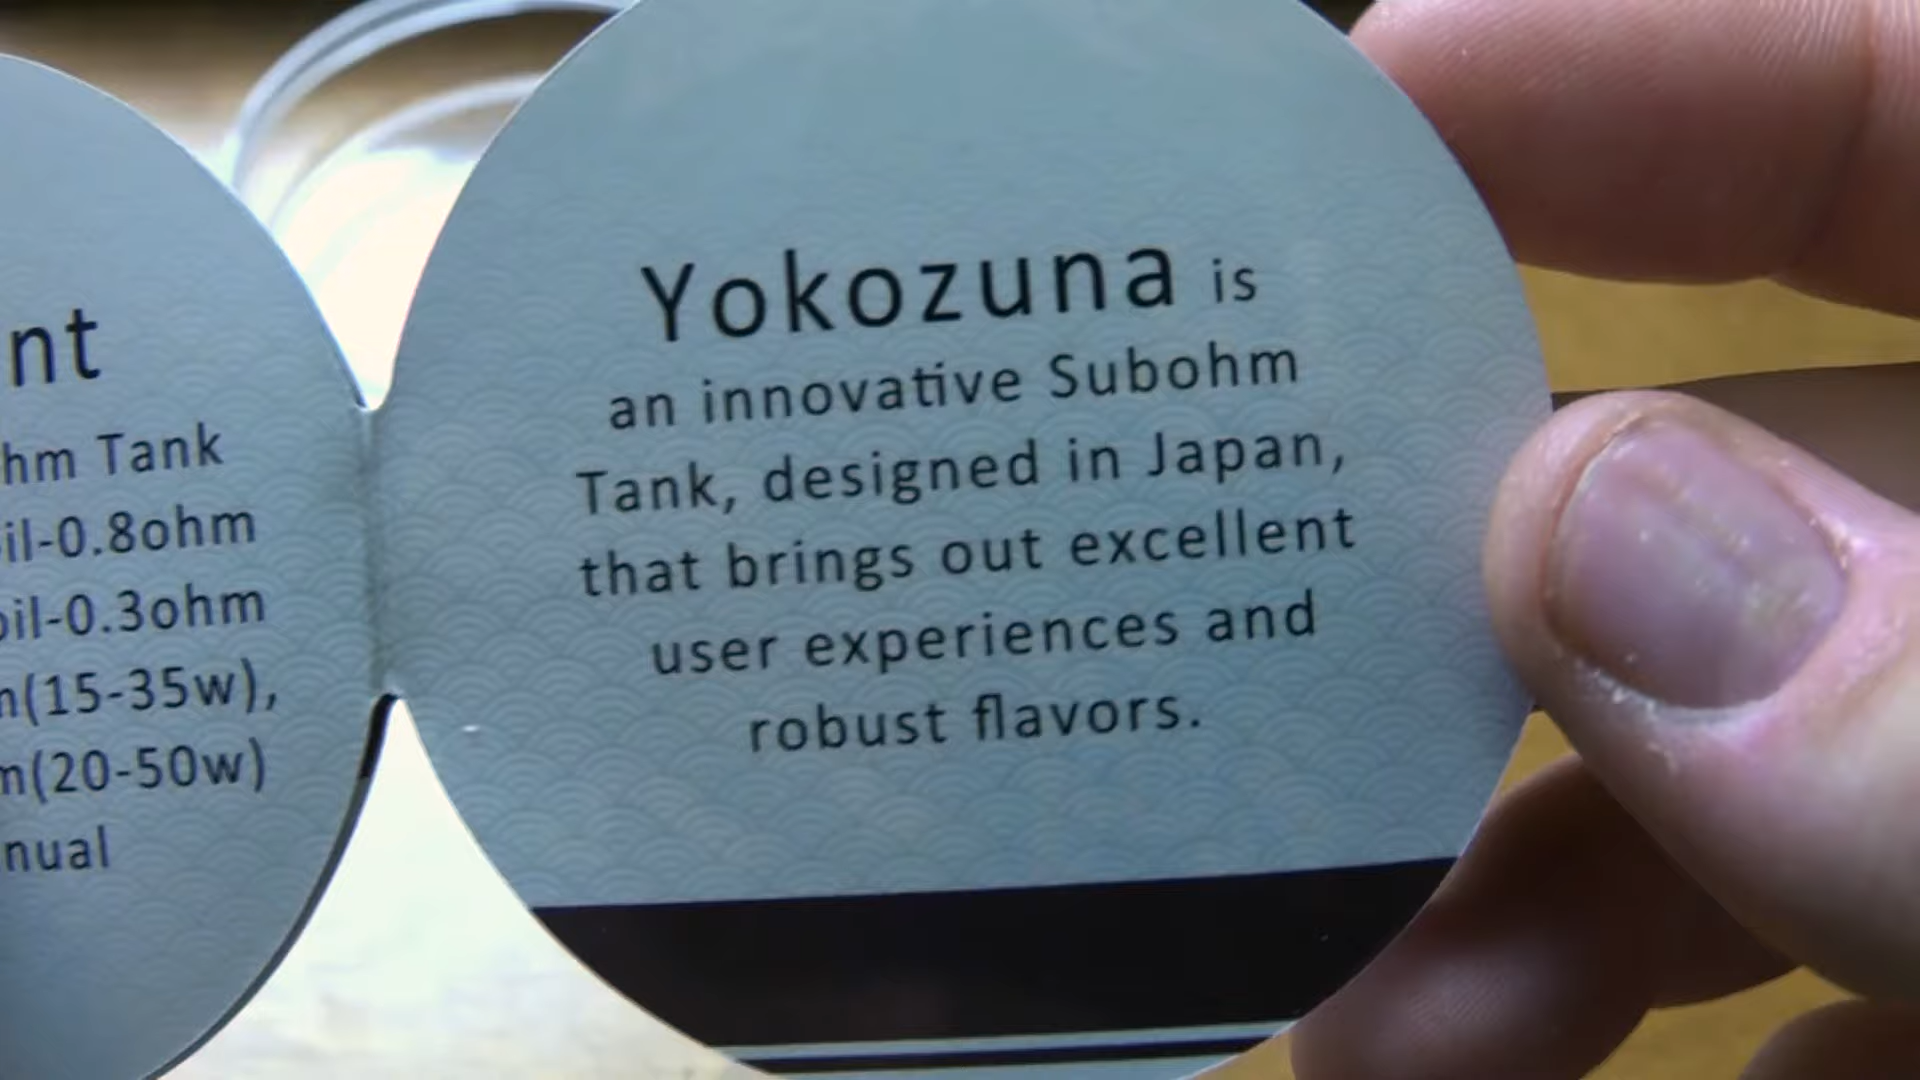 nt
hm Tank
il-0.8ohm
oil-0.3ohm
(15-35w),
m(20-50w)
nual
Yokozuna is
an innovative Subohm
Tank, designed in Japan,
that brings out excellent
user experiences and
robust flavors.